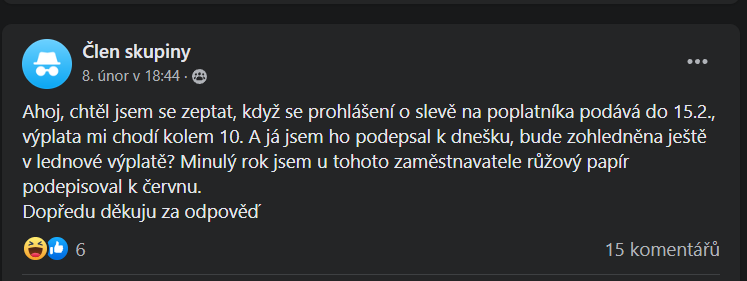 Člen skupiny
8. únor v 18:44 ·
Ahoj, chtěl jsem se zeptat, když se prohlášení o slevě na poplatníka podává do 15.2.,
výplata mi chodí kolem 10. A já jsem ho podepsal k dnešku, bude zohledněna ještě
v lednové výplatě? Minulý rok jsem u tohoto zaměstnavatele růžový papír
podepisoval k červnu.
Dopředu děkuju za odpověď
6
15 komentářů